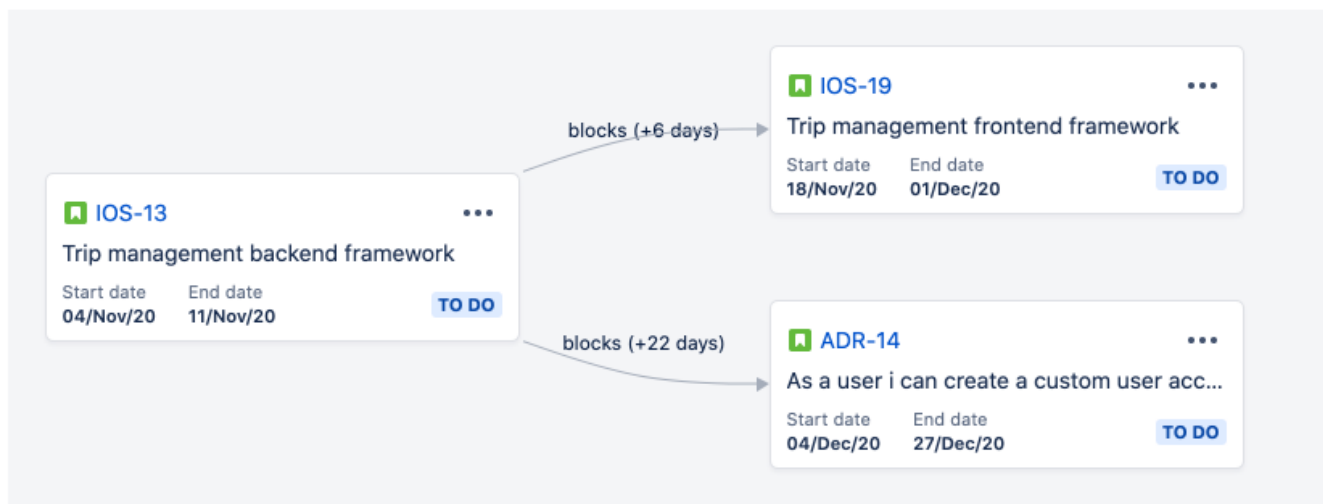 IOS-13
Trip management backend framework
Start date End date
04/Nov/20 11/Nov/20
TO DO
blocks (+6 days)
IOS-19
Trip management frontend framework
Start date End date
18/Nov/20 01/Dec/20
TO DO
blocks (+22 days)
ADR-14
As a user i can create a custom user acc...
Start date End date
04/Dec/20 27/Dec/20
TO DO